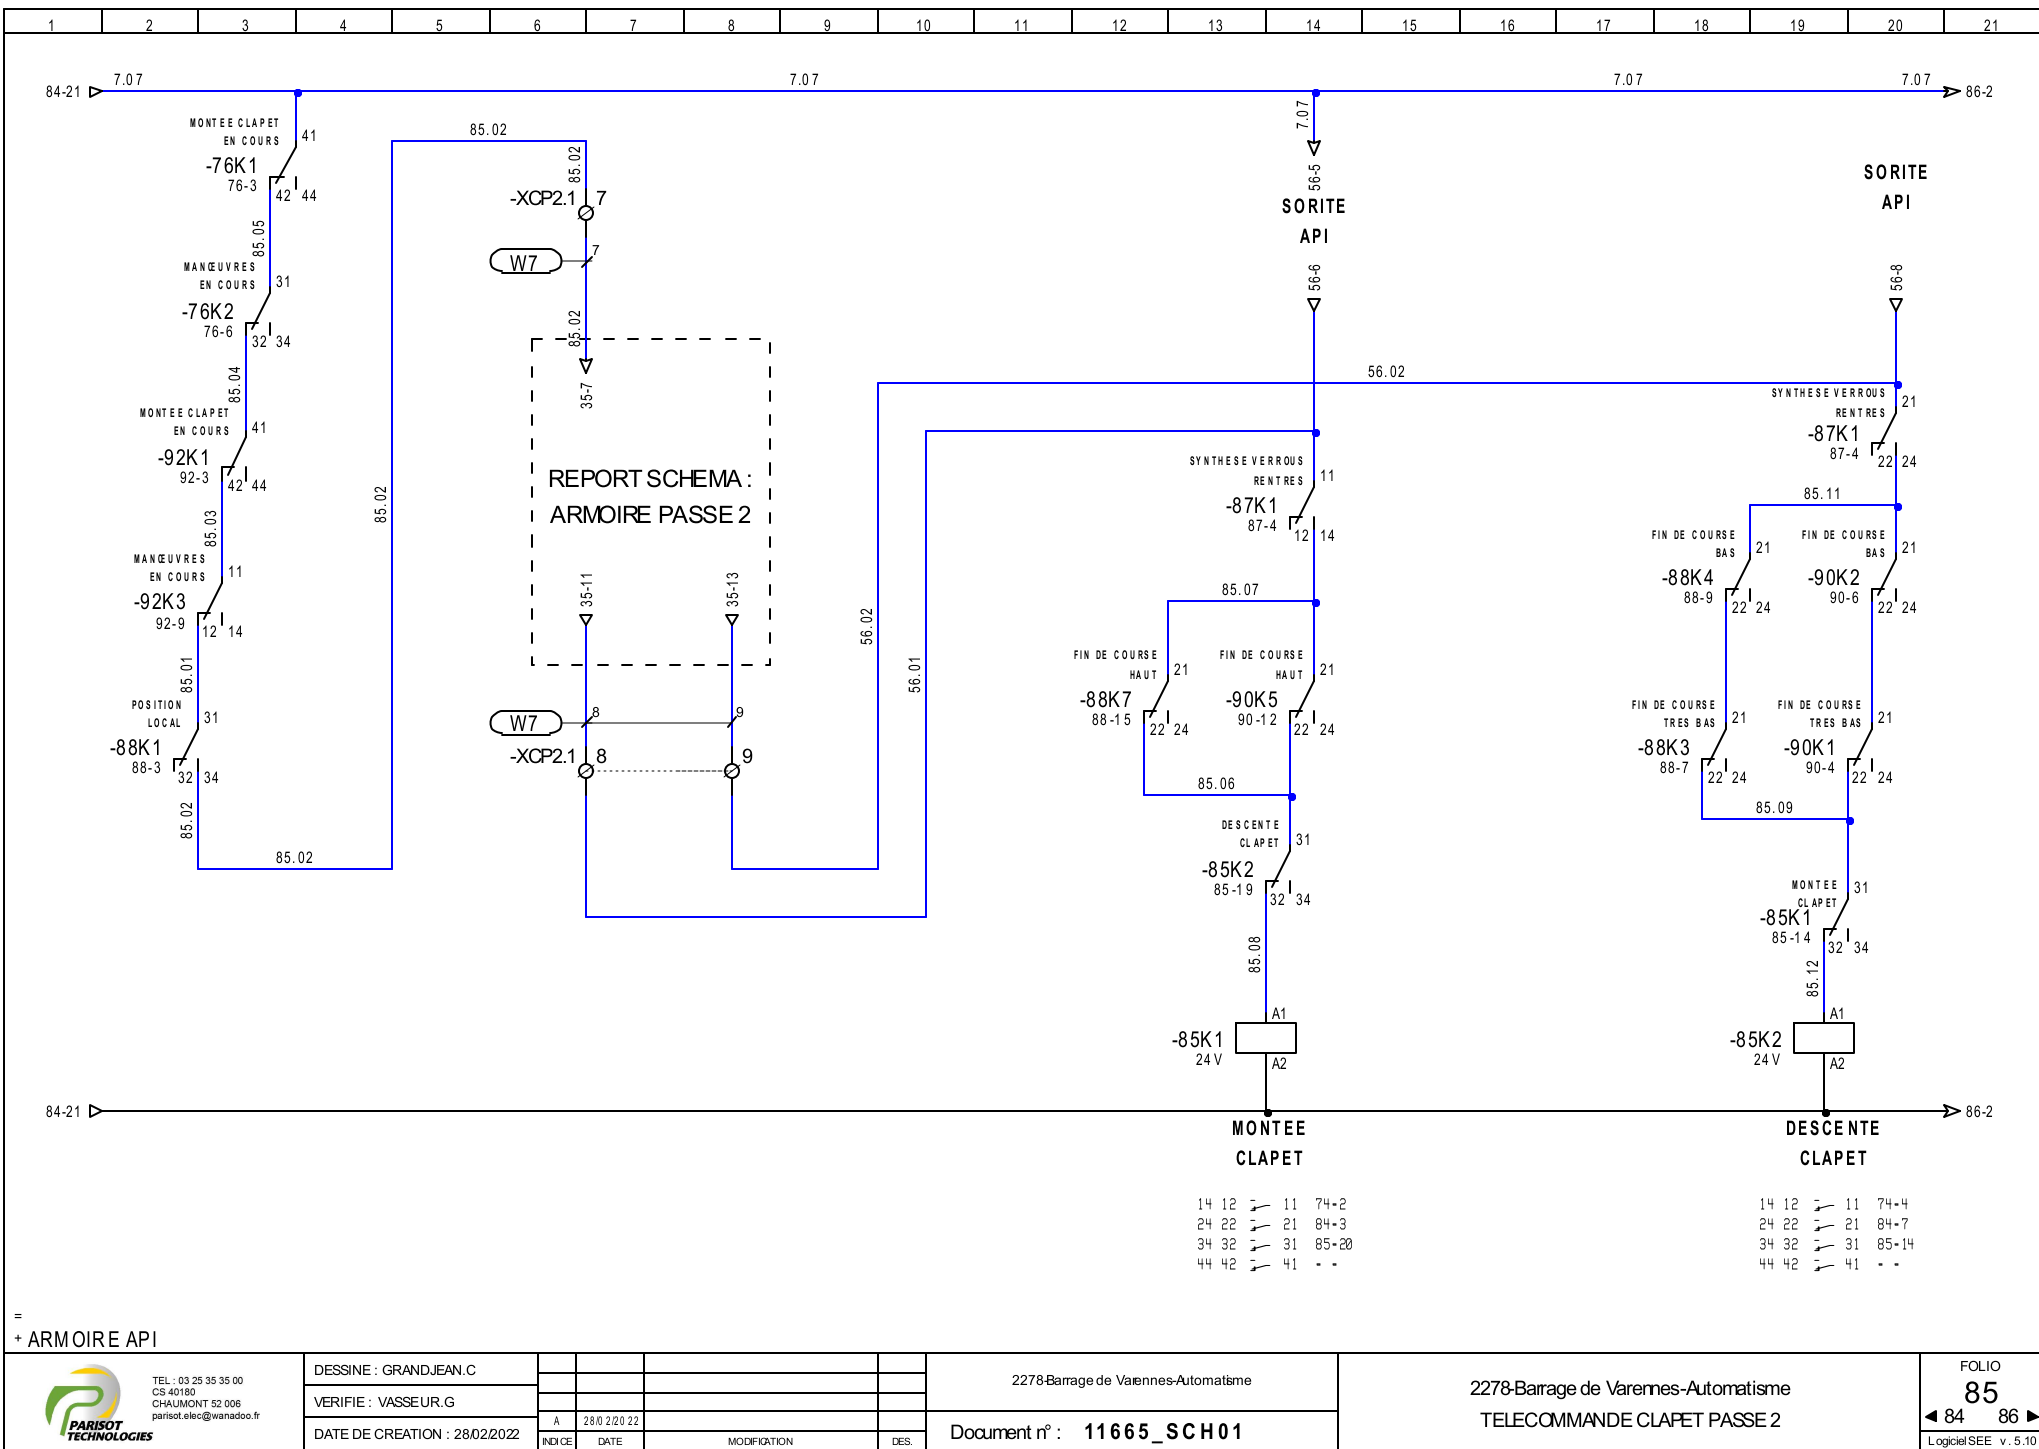 1 2 3 4 5 6 7 8 9 10 11 12 13 14 15 16 17 18 19 20 21
84-21 7.07 7.07 7.07 7.07 86-2
MONTEE CLAPET
EN COURS
41
-76K1
76-3
42 44
85.05
MANŒUVRES
EN COURS
31
-76K2
76-6
32 34
85.04
MONTEE CLAPET
EN COURS
41
-92K1
92-3
42 44
85.03
MANŒUVRES
EN COURS
11
-92K3
92-9
12 14
85.01
POSITION
LOCAL
31
-88K1
88-3
32 34
85.02
85.02
85.02
85.02
85.02
-XCP2.1 7
W7 7
85.02
35-7
REPORT SCHEMA :
ARMOIRE PASSE 2
35-11 35-13
W7 8 9
-XCP2.1 8 9
56.02
56.01
7.07
56-5
SORITE
API
56-6
56.02
SYNTHESE VERROUS
RENTRES
11
-87K1
87-4
12 14
85.07
FIN DE COURSE
HAUT
21
-88K7
88-15
22 24
FIN DE COURSE
HAUT
21
-90K5
90-12
22 24
85.06
DESCENTE
CLAPET
31
-85K2
85-19
32 34
85.08
A1
-85K1
24V
A2
SORITE
API
56-8
SYNTHESE VERROUS
RENTRES
21
-87K1
87-4
22 24
85.11
FIN DE COURSE
BAS
21
-88K4
88-9
22 24
FIN DE COURSE
BAS
21
-90K2
90-6
22 24
FIN DE COURSE
TRES BAS
21
-88K3
88-7
22 24
FIN DE COURSE
TRES BAS
21
-90K1
90-4
22 24
85.09
MONTEE
CLAPET
31
-85K1
85-14
32 34
85.12
A1
-85K2
24V
A2
84-21 86-2
MONTEE
CLAPET
DESCENTE
CLAPET
14 12 11 74-2
24 22 21 84-3
34 32 31 85-20
44 42 41 - -
14 12 11 74-4
24 22 21 84-7
34 32 31 85-14
44 42 41 - -
=
+ ARMOIRE API
PARISOT
TECHNOLOGIES
TEL : 03 25 35 35 00
CS 40180
CHAUMONT 52 006
parisot.elec@wanadoo.fr
DESSINE : GRANDJEAN.C
VERIFIE : VASSEUR.G
DATE DE CREATION : 28/02/2022
A 28/02/2022
INDICE DATE MODIFICATION DES.
2278-Barrage de Varennes-Automatisme
Document n° : 11665_SCH01
2278-Barrage de Varennes-Automatisme
TELECOMMANDE CLAPET PASSE 2
FOLIO
85
84 86
Logiciel SEE v.5.10